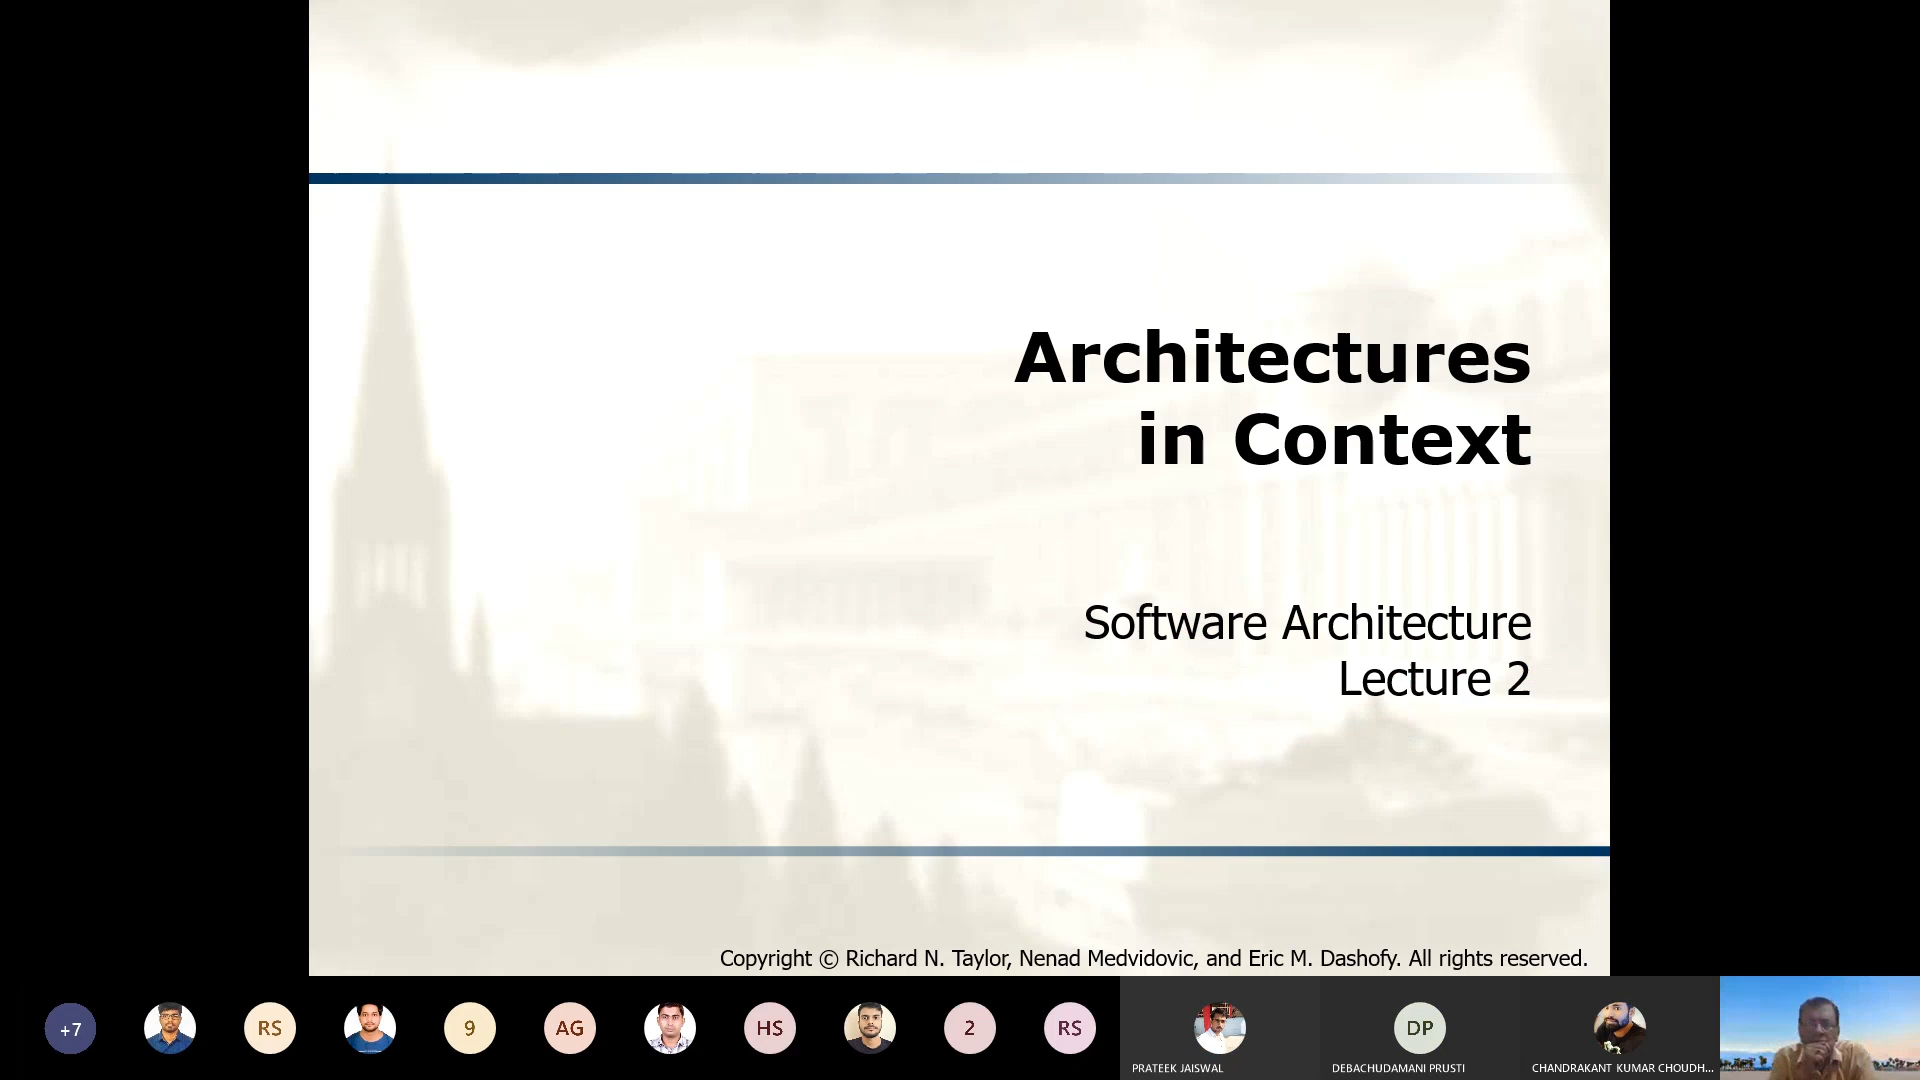 Architectures
in Context
Software Architecture
Lecture 2
Copyright © Richard N. Taylor, Nenad Medvidovic, and Eric M. Dashofy. All rights reserved.
+7
RS
9
AG
HS
2
RS
DP
PRATEEK JAISWAL
DEBACHUDAMANI PRUSTI
CHANDRAKANT KUMAR CHOUDH...